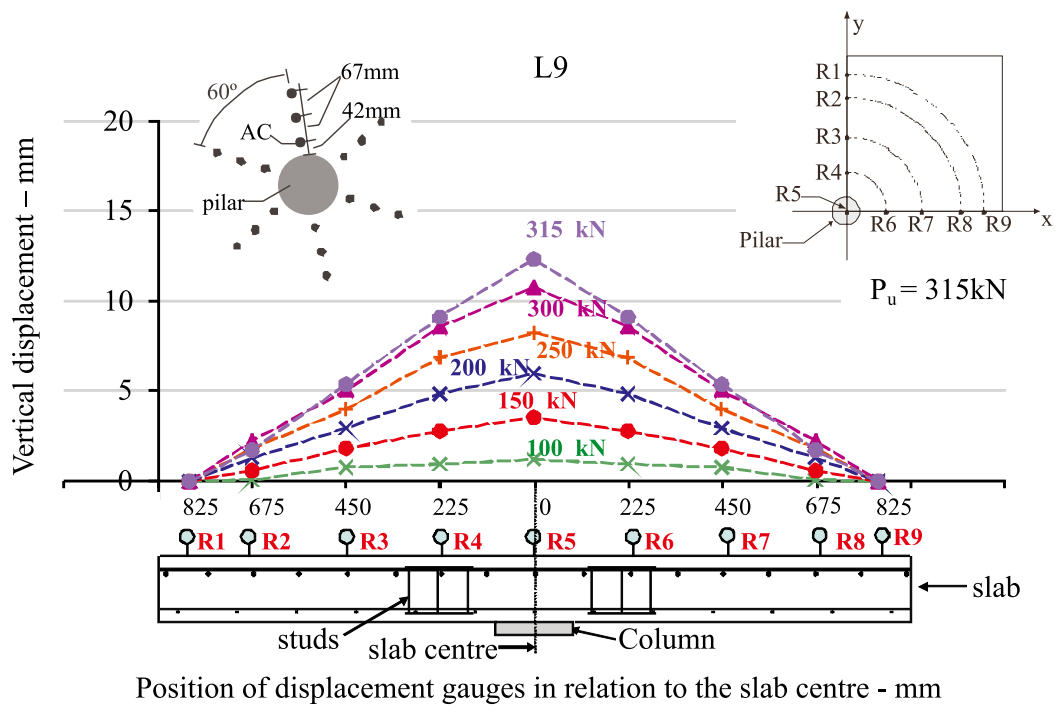 L9
60º
67mm
42mm
AC
pilar
y
R1
R2
R3
R4
R5
R6 R7 R8 R9
x
Pilar
Pu = 315kN
Vertical displacement – mm
20
15
10
5
0
315 kN
300 kN
250 kN
200 kN
150 kN
100 kN
825 675 450 225 0 225 450 675 825
R1 R2 R3 R4 R5 R6 R7 R8 R9
slab
studs
Column
slab centre
Position of displacement gauges in relation to the slab centre - mm